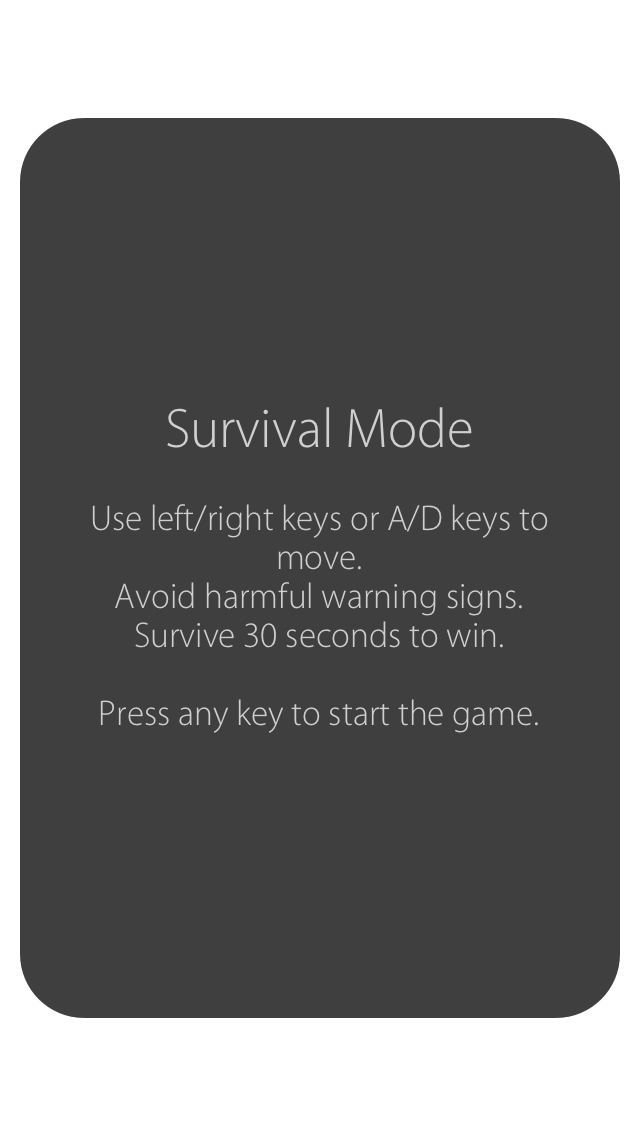 Survival Mode
Use left/right keys or A/D keys to
move.
Avoid harmful warning signs.
Survive 30 seconds to win.
Press any key to start the game.